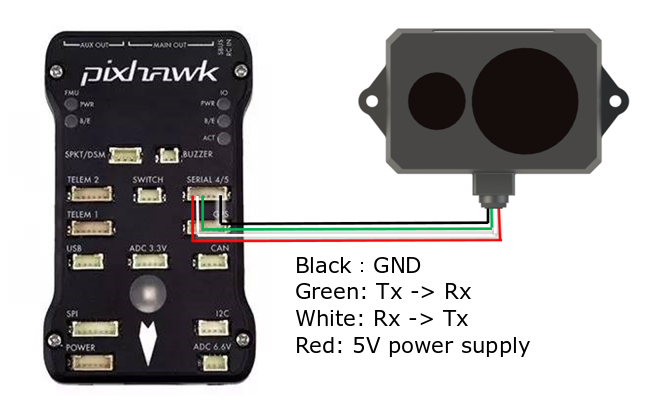 AUX OUT MAIN OUT SBUS RC IN
pixhawk
FMU IO
PWR PWR
B/E B/E
ACT
SPKT/DSM BUZZER
TELEM 2 SWITCH SERIAL 4/5
TELEM 1 GPS
USB ADC 3.3V CAN
SPI I2C
POWER ADC 6.6V
Black : GND
Green: Tx -> Rx
White: Rx -> Tx
Red: 5V power supply